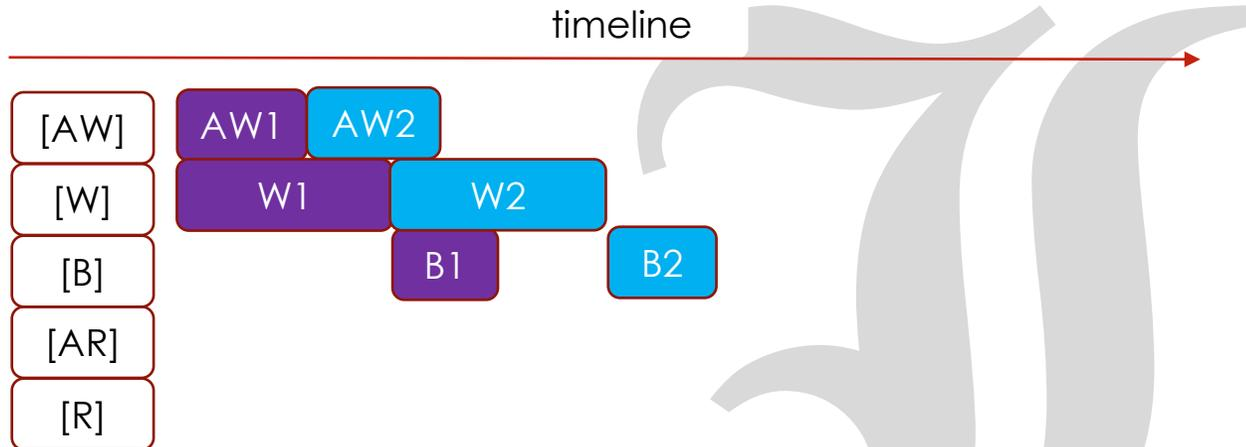 timeline
[AW] AW1 AW2
[W] W1 W2
[B] B1 B2
[AR]
[R]